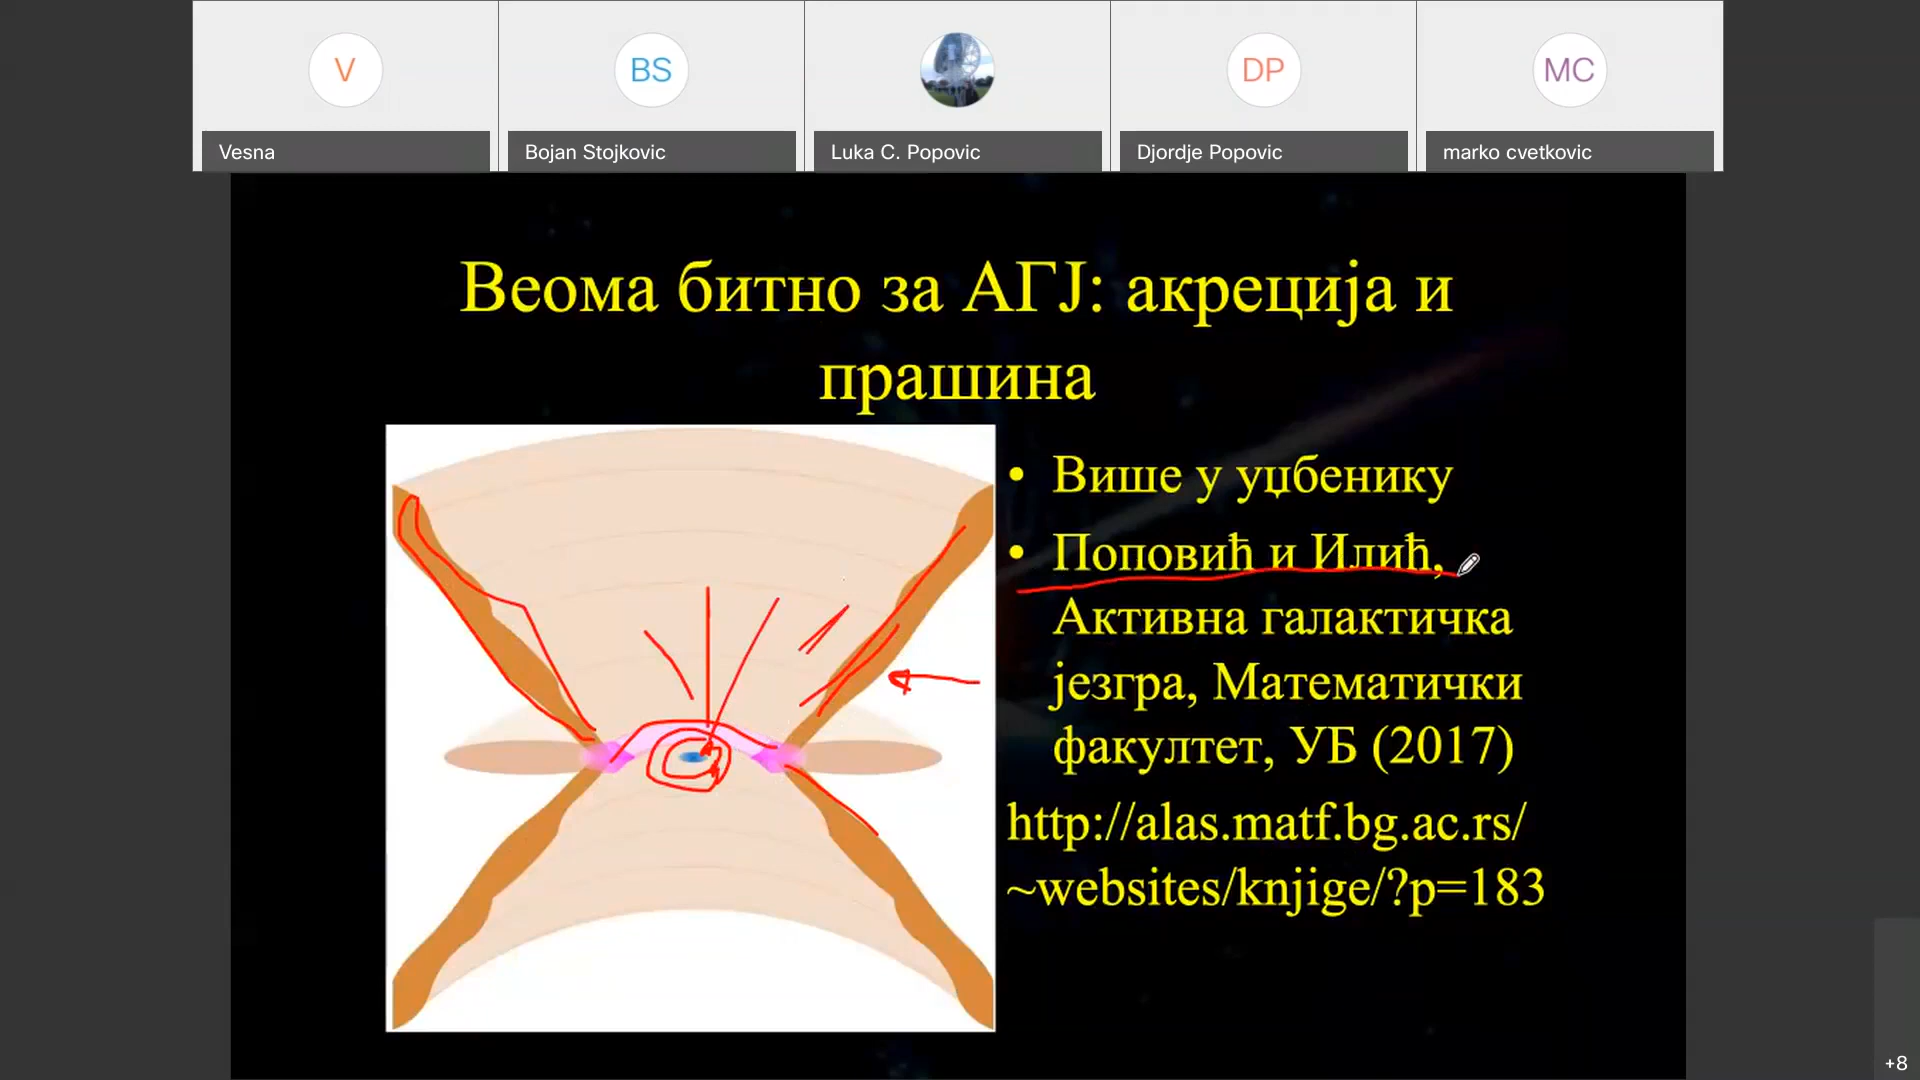 V
BS
DP
MC
Vesna
Bojan Stojkovic
Luka C. Popovic
Djordje Popovic
marko cvetkovic
Веома битно за АГЈ: акреција и
прашина
• Више у уџбенику
• Поповић и Илић,
Активна галактичка
језгра, Математички
факултет, УБ (2017)
http://alas.matf.bg.ac.rs/
~websites/knjige/?p=183
+8